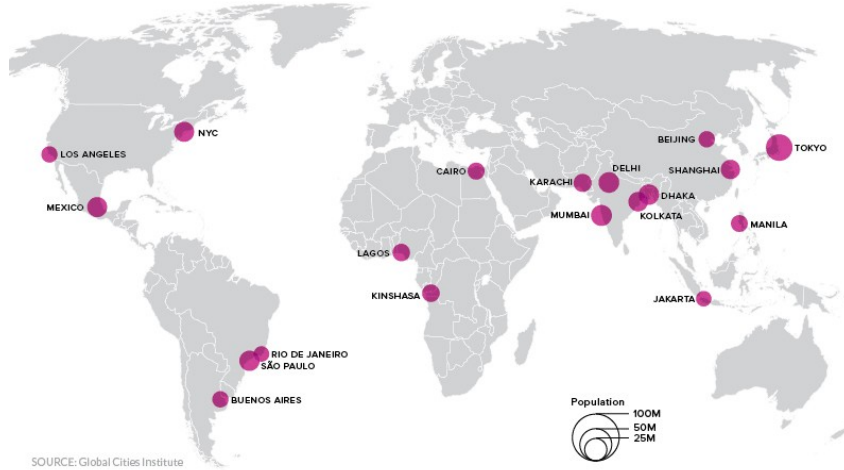 NYC
LOS ANGELES
MEXICO
RIO DE JANEIRO
SÃO PAULO
BUENOS AIRES
CAIRO
LAGOS
KINSHASA
KARACHI
DELHI
DHAKA
MUMBAI
KOLKATA
BEIJING
TOKYO
SHANGHAI
MANILA
JAKARTA
Population
100M
50M
25M
SOURCE: Global Cities Institute